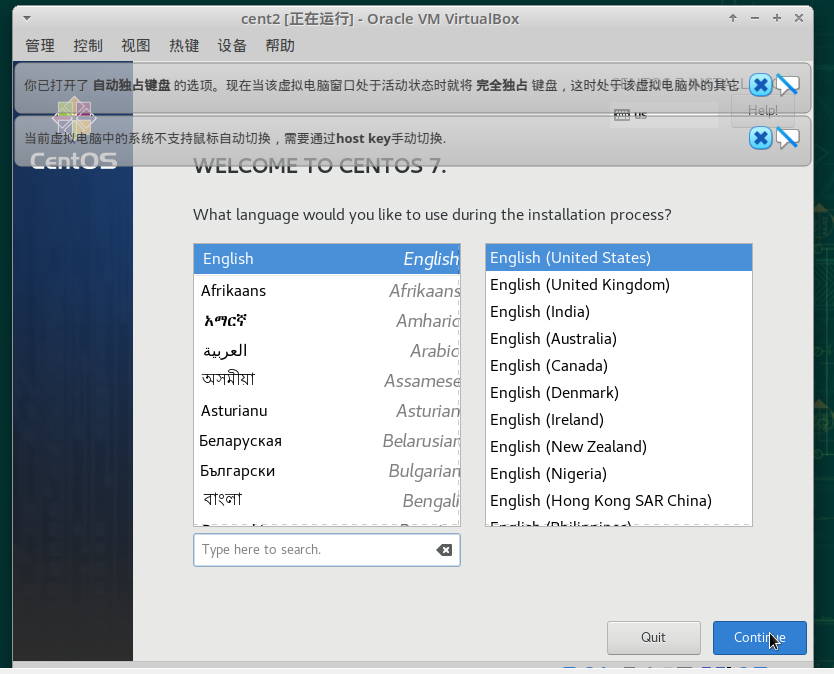 cent2 [正在运行] - Oracle VM VirtualBox
管理 控制 视图 热键 设备 帮助
你已打开了 自动独占键盘 的选项。现在当该虚拟电脑窗口处于活动状态时就将 完全独占 键盘，这时处于该虚拟电脑外的其它
us
Help!
当前虚拟电脑中的系统不支持鼠标自动切换，需要通过host key手动切换.
CentOS
WELCOME TO CENTOS 7.
What language would you like to use during the installation process?
English English
Afrikaans Afrikaans
አማርኛ Amharic
العربية Arabic
অসমীয়া Assamese
Asturianu Asturian
Беларуская Belarusian
Български Bulgarian
বাংলা Bengali
English (United States)
English (United Kingdom)
English (India)
English (Australia)
English (Canada)
English (Denmark)
English (Ireland)
English (New Zealand)
English (Nigeria)
English (Hong Kong SAR China)
English (Philippines)
Type here to search.
Quit
Continue